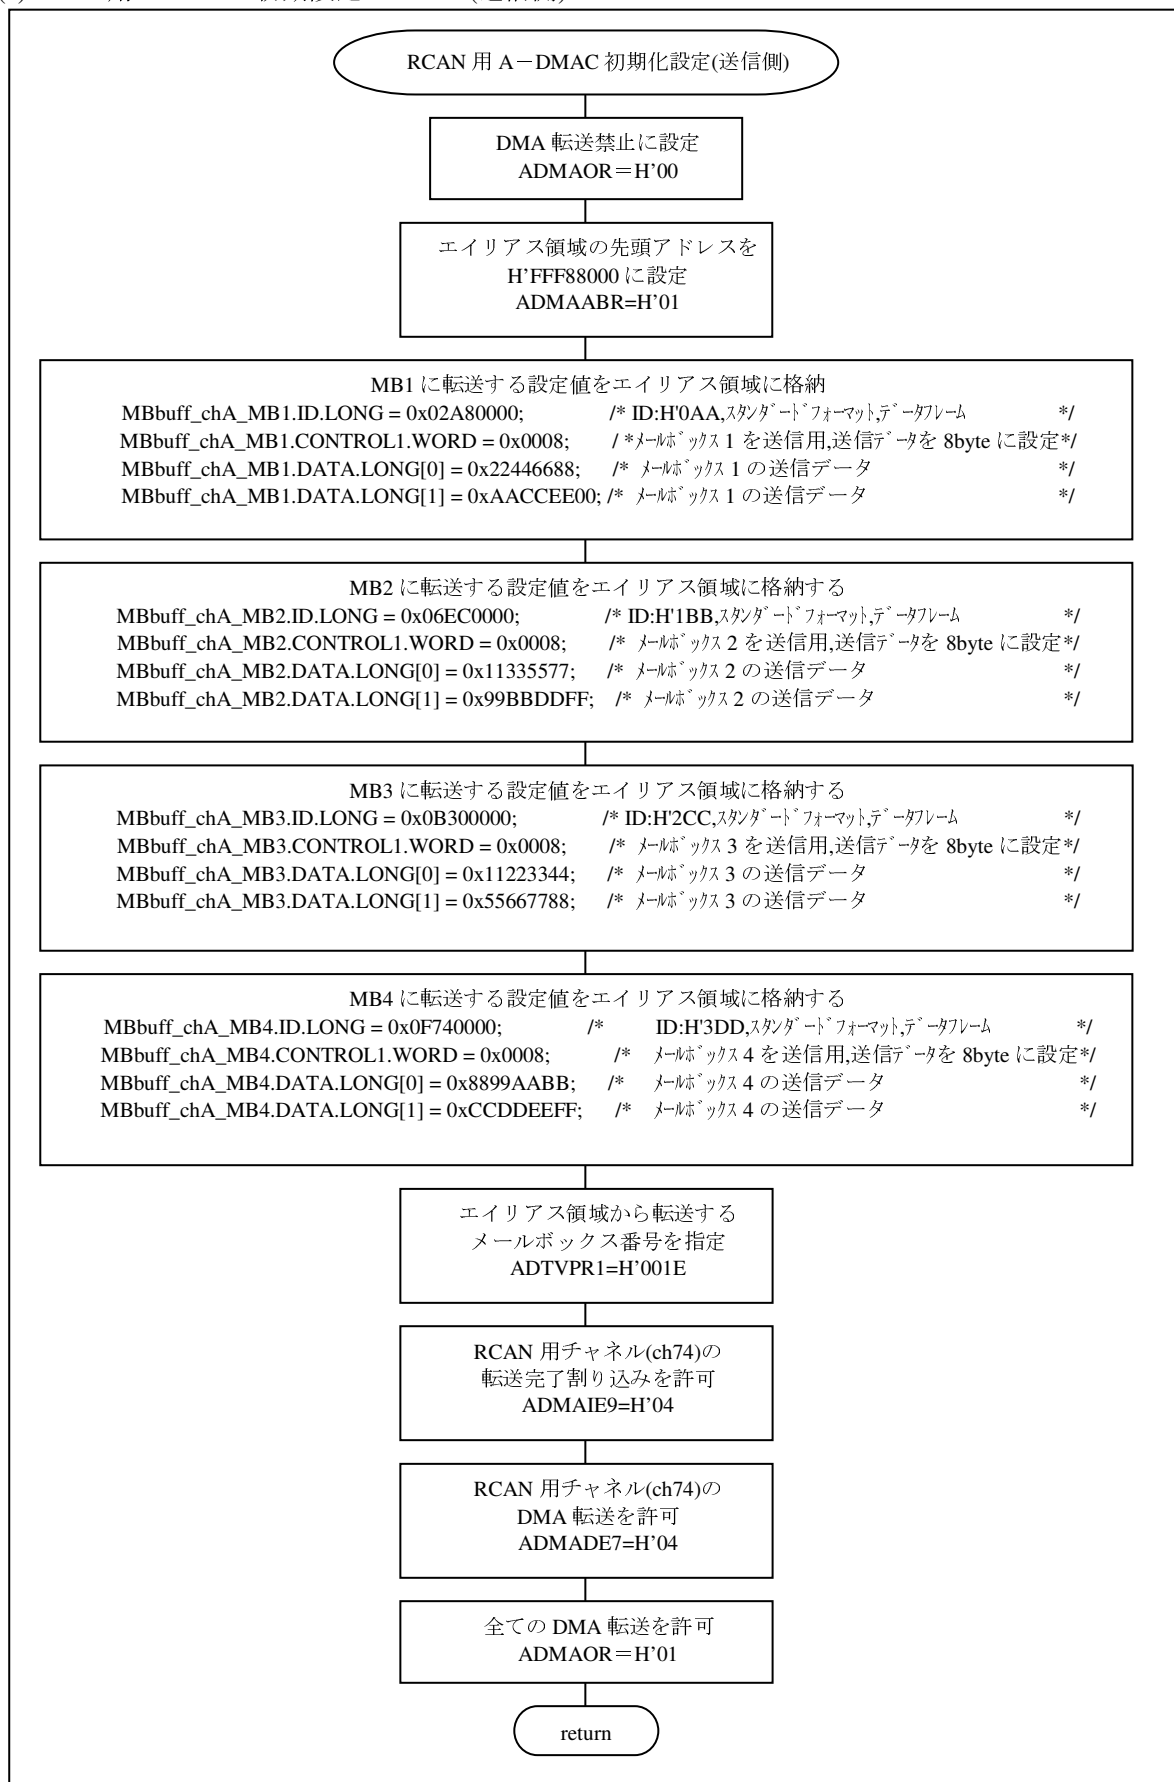 RCAN 用 A－DMAC 初期化設定(送信側)
DMA 転送禁止に設定
ADMAOR＝H’00
エイリアス領域の先頭アドレスを
H’FFF88000 に設定
ADMAABR=H’01
MB1 に転送する設定値をエイリアス領域に格納
MBbuff_chA_MB1.ID.LONG = 0x02A80000; /* ID:H'0AA,ｽﾀﾝﾀﾞｰﾄﾞﾌｫｰﾏｯﾄ,ﾃﾞｰﾀﾌﾚｰﾑ */
MBbuff_chA_MB1.CONTROL1.WORD = 0x0008; / *ﾒｰﾙﾎﾞｯｸｽ 1 を送信用,送信ﾃﾞｰﾀを 8byte に設定*/
MBbuff_chA_MB1.DATA.LONG[0] = 0x22446688; /* ﾒｰﾙﾎﾞｯｸｽ 1 の送信データ */
MBbuff_chA_MB1.DATA.LONG[1] = 0xAACCEE00; /* ﾒｰﾙﾎﾞｯｸｽ 1 の送信データ */
MB2 に転送する設定値をエイリアス領域に格納する
MBbuff_chA_MB2.ID.LONG = 0x06EC0000; /* ID:H'1BB,ｽﾀﾝﾀﾞｰﾄﾞﾌｫｰﾏｯﾄ,ﾃﾞｰﾀﾌﾚｰﾑ */
MBbuff_chA_MB2.CONTROL1.WORD = 0x0008; /* ﾒｰﾙﾎﾞｯｸｽ 2 を送信用,送信ﾃﾞｰﾀを 8byte に設定*/
MBbuff_chA_MB2.DATA.LONG[0] = 0x11335577; /* ﾒｰﾙﾎﾞｯｸｽ 2 の送信データ */
MBbuff_chA_MB2.DATA.LONG[1] = 0x99BBDDFF; /* ﾒｰﾙﾎﾞｯｸｽ 2 の送信データ */
MB3 に転送する設定値をエイリアス領域に格納する
MBbuff_chA_MB3.ID.LONG = 0x0B300000; /* ID:H'2CC,ｽﾀﾝﾀﾞｰﾄﾞﾌｫｰﾏｯﾄ,ﾃﾞｰﾀﾌﾚｰﾑ */
MBbuff_chA_MB3.CONTROL1.WORD = 0x0008; /* ﾒｰﾙﾎﾞｯｸｽ 3 を送信用,送信ﾃﾞｰﾀを 8byte に設定*/
MBbuff_chA_MB3.DATA.LONG[0] = 0x11223344; /* ﾒｰﾙﾎﾞｯｸｽ 3 の送信データ */
MBbuff_chA_MB3.DATA.LONG[1] = 0x55667788; /* ﾒｰﾙﾎﾞｯｸｽ 3 の送信データ */
MB4 に転送する設定値をエイリアス領域に格納する
MBbuff_chA_MB4.ID.LONG = 0x0F740000; /* ID:H'3DD,ｽﾀﾝﾀﾞｰﾄﾞﾌｫｰﾏｯﾄ,ﾃﾞｰﾀﾌﾚｰﾑ */
MBbuff_chA_MB4.CONTROL1.WORD = 0x0008; /* ﾒｰﾙﾎﾞｯｸｽ 4 を送信用,送信ﾃﾞｰﾀを 8byte に設定*/
MBbuff_chA_MB4.DATA.LONG[0] = 0x8899AABB; /* ﾒｰﾙﾎﾞｯｸｽ 4 の送信データ */
MBbuff_chA_MB4.DATA.LONG[1] = 0xCCDDEEFF; /* ﾒｰﾙﾎﾞｯｸｽ 4 の送信データ */
エイリアス領域から転送する
メールボックス番号を指定
ADTVPR1=H’001E
RCAN 用チャネル(ch74)の
転送完了割り込みを許可
ADMAIE9=H’04
RCAN 用チャネル(ch74)の
DMA 転送を許可
ADMADE7=H’04
全ての DMA 転送を許可
ADMAOR＝H’01
return